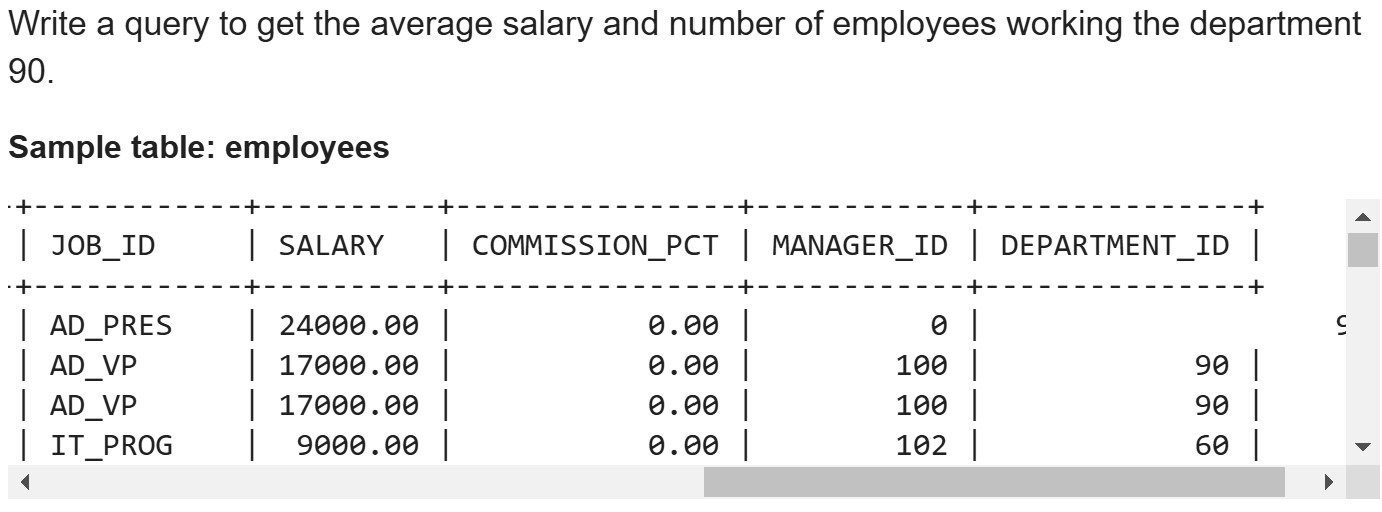 Write a query to get the average salary and number of employees working the department
90.
Sample table: employees
-+------------+----------+----------------+------------+---------------+
| JOB_ID     | SALARY   | COMMISSION_PCT | MANAGER_ID | DEPARTMENT_ID |
-+------------+----------+----------------+------------+---------------+
| AD_PRES    | 24000.00 |           0.00 |          0 |
| AD_VP      | 17000.00 |           0.00 |        100 |            90 |
| AD_VP      | 17000.00 |           0.00 |        100 |            90 |
| IT_PROG    |  9000.00 |           0.00 |        102 |            60 |